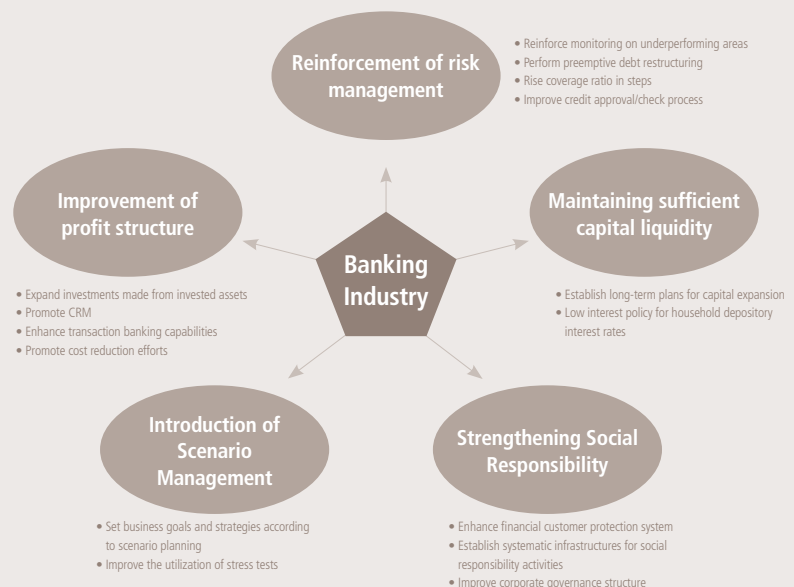 Reinforcement of risk
management
• Reinforce monitoring on underperforming areas
• Perform preemptive debt restructuring
• Rise coverage ratio in steps
• Improve credit approval/check process
Improvement of
profit structure
• Expand investments made from invested assets
• Promote CRM
• Enhance transaction banking capabilities
• Promote cost reduction efforts
Banking
Industry
Maintaining sufficient
capital liquidity
• Establish long-term plans for capital expansion
• Low interest policy for household depository
interest rates
Introduction of
Scenario
Management
• Set business goals and strategies according
to scenario planning
• Improve the utilization of stress tests
Strengthening Social
Responsibility
• Enhance financial customer protection system
• Establish systematic infrastructures for social
responsibility activities
• Improve corporate governance structure